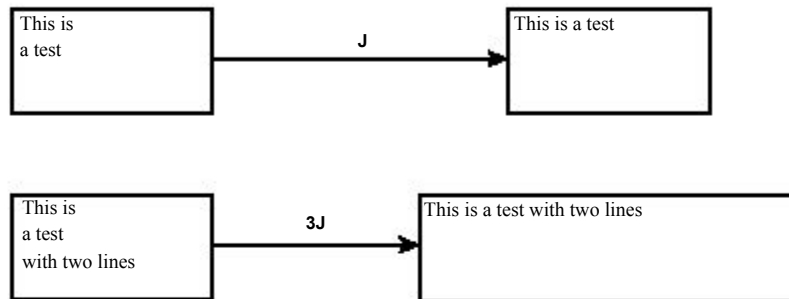 This is
a test
J
This is a test
This is
a test
with two lines
3J
This is a test with two lines